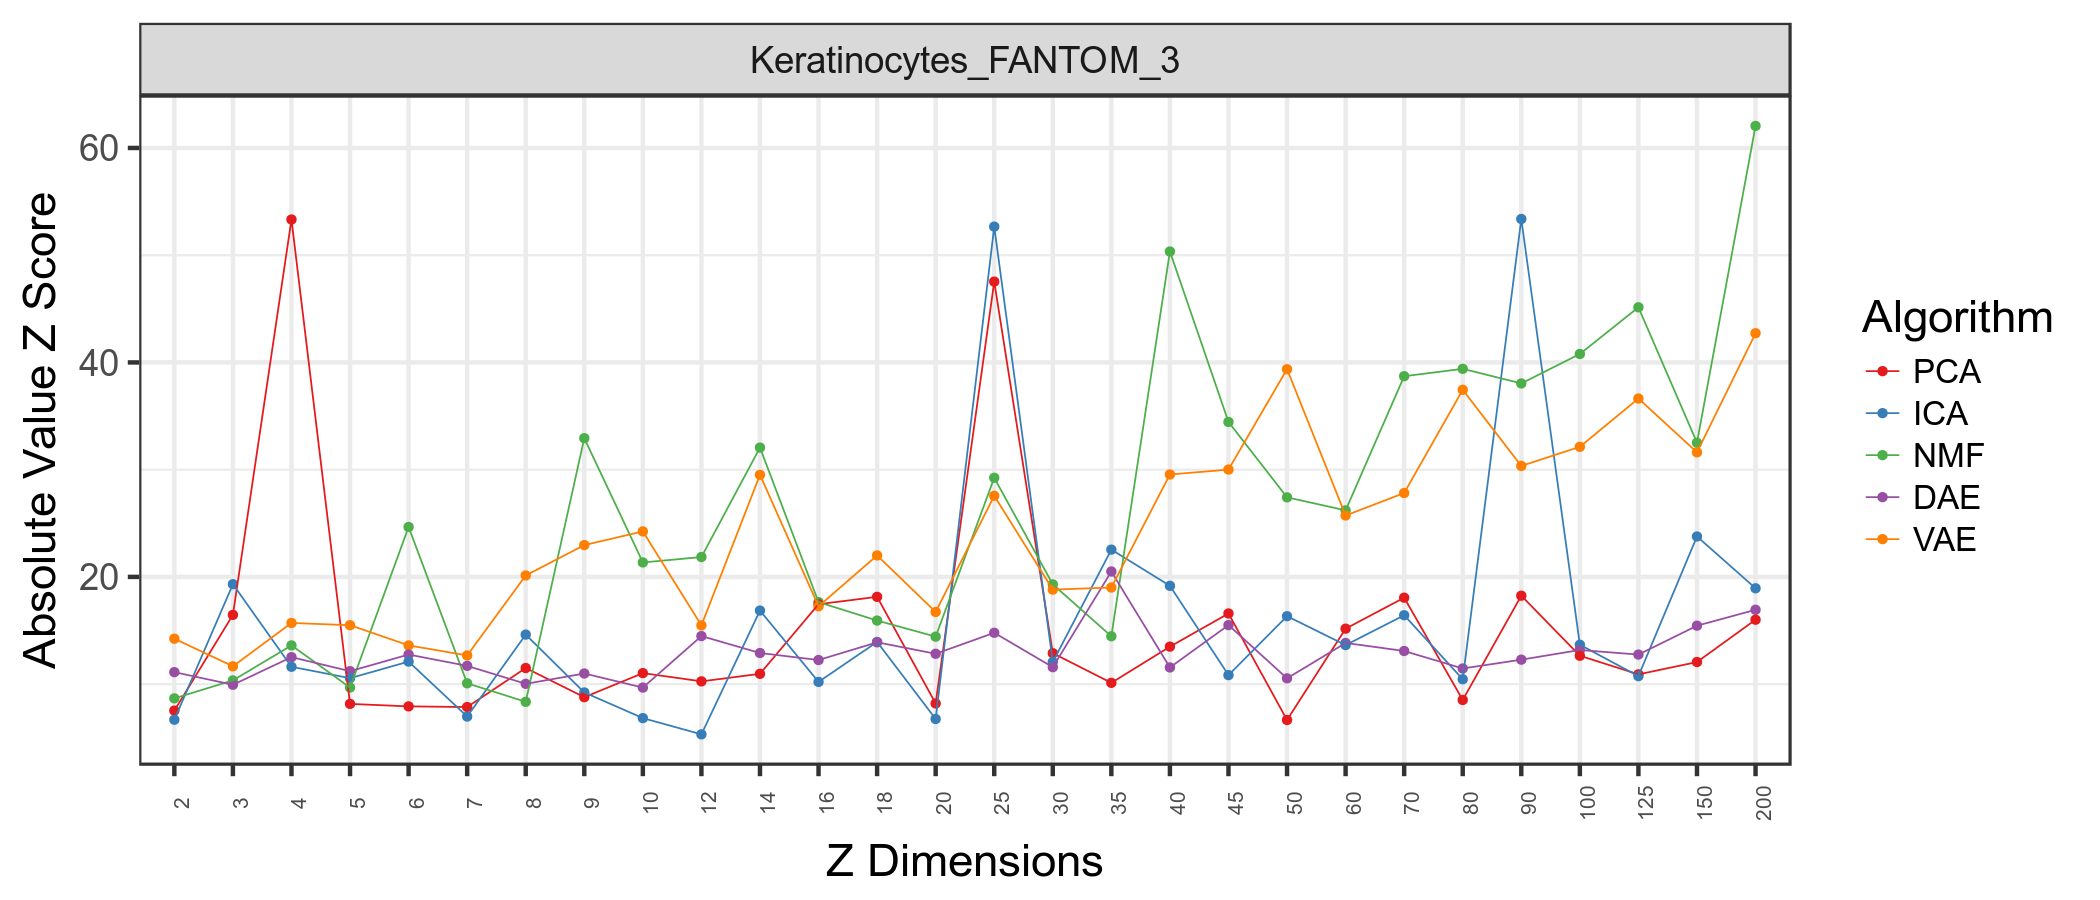 Keratinocytes_FANTOM_3
Absolute Value Z Score
60
40
20
2 3 4 5 6 7 8 9 10 12 14 16 18 20 25 30 35 40 45 50 60 70 80 90 100 125 150 200
Z Dimensions
Algorithm
PCA
ICA
NMF
DAE
VAE